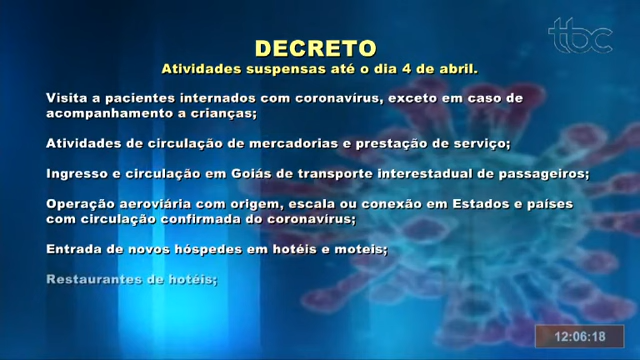 tbc
DECRETO
Atividades suspensas até o dia 4 de abril.
Visita a pacientes internados com coronavírus, exceto em caso de
acompanhamento a crianças;
Atividades de circulação de mercadorias e prestação de serviço;
Ingresso e circulação em Goiás de transporte interestadual de passageiros;
Operação aeroviária com origem, escala ou conexão em Estados e países
com circulação confirmada do coronavírus;
Entrada de novos hóspedes em hotéis e moteis;
Restaurantes de hotéis;
12:06:18